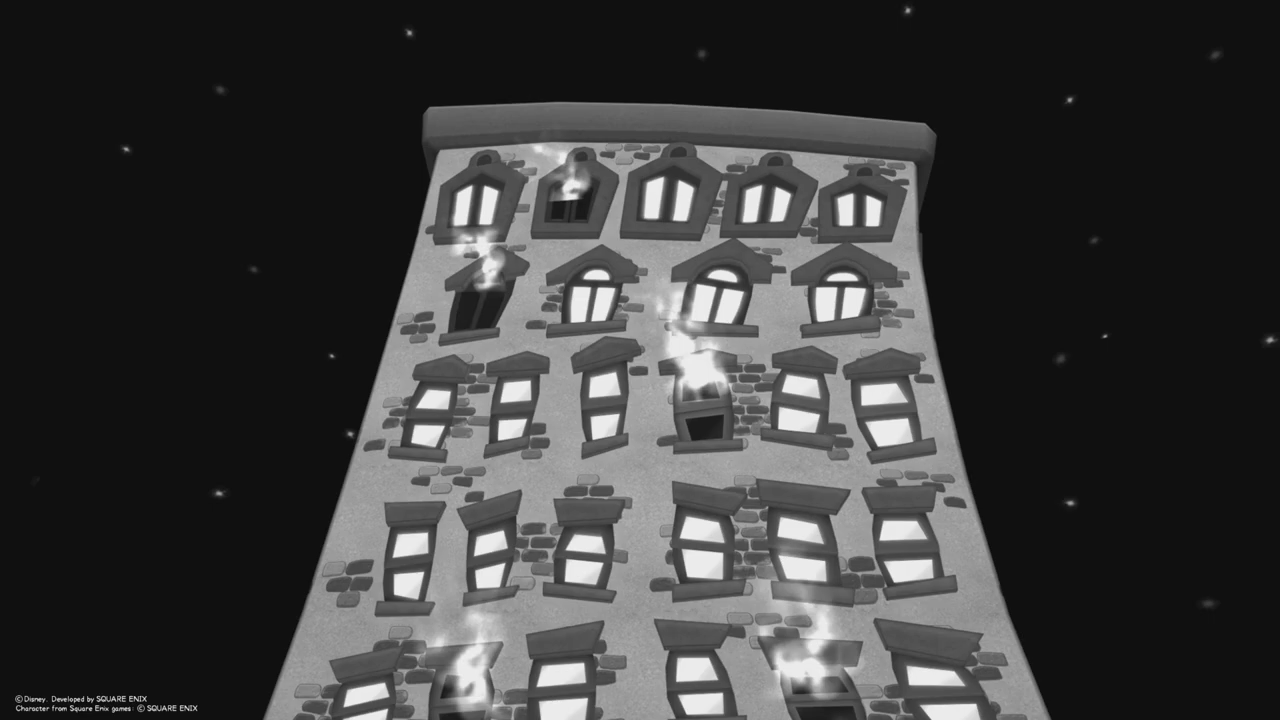 ©Disney. Developed by SQUARE ENIX
Character from Square Enix games: © SQUARE ENIX